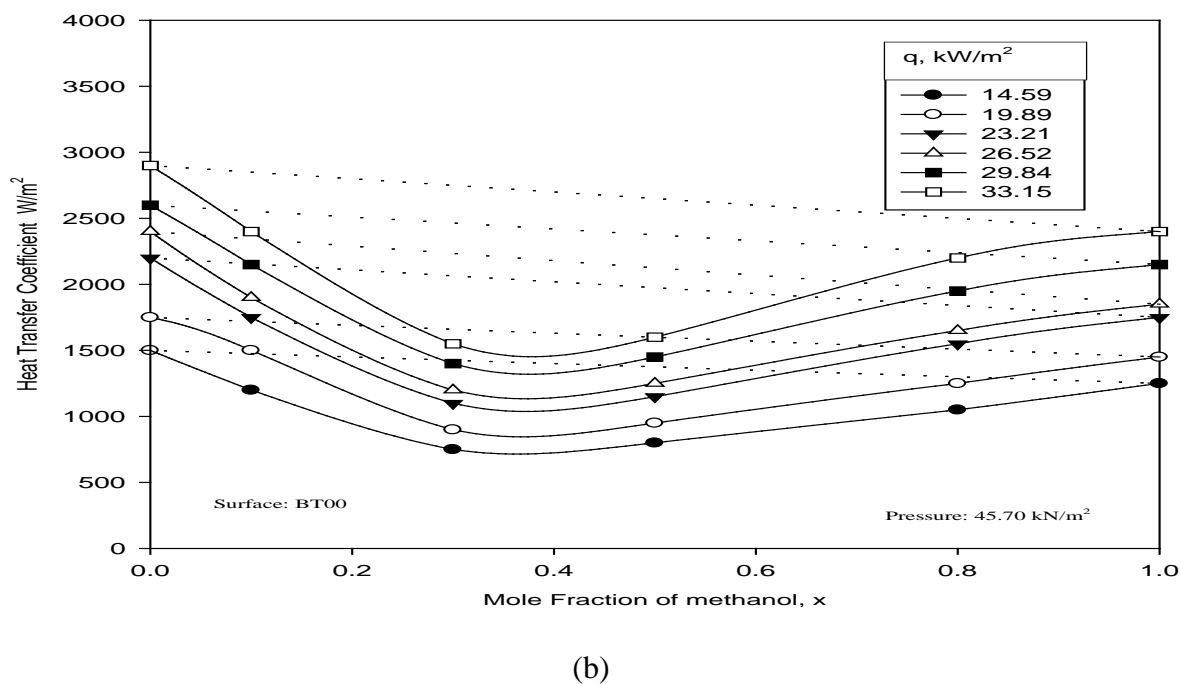 4000
3500
3000
2500
2000
1500
1000
500
0
Heat Transfer Coefficient W/m²
q, kW/m²
14.59
19.89
23.21
26.52
29.84
33.15
Surface: BT00
Pressure: 45.70 kN/m²
0.0 0.2 0.4 0.6 0.8 1.0
Mole Fraction of methanol, x
(b)